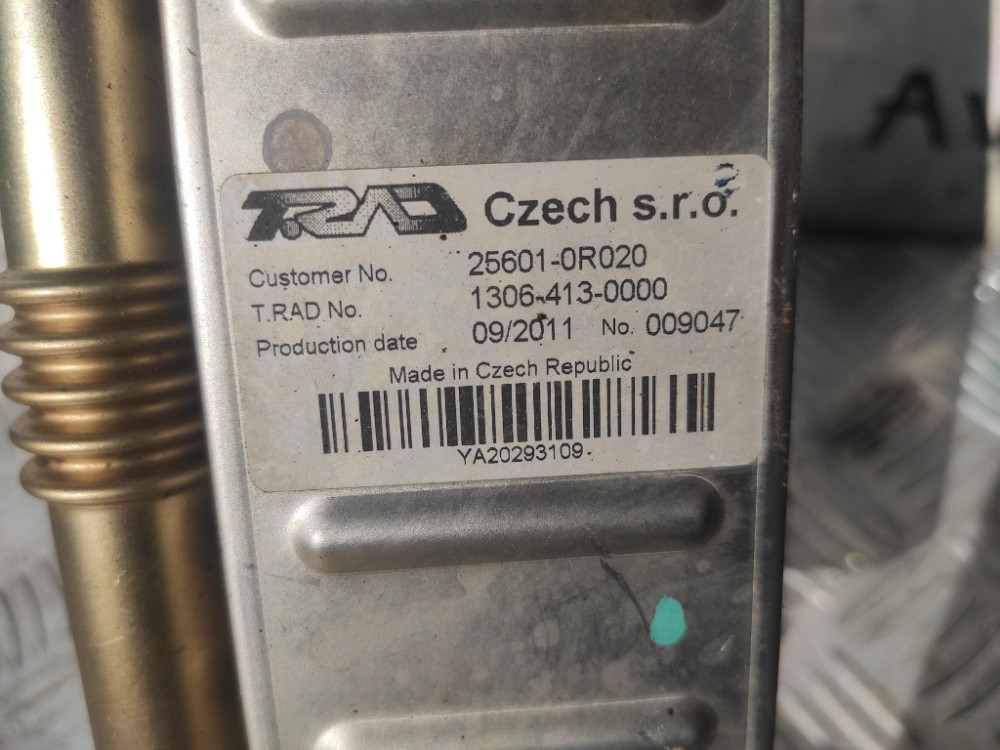 T.RAD Czech s.r.o.
Customer No. 25601-0R020
T.RAD No. 1306-413-0000
Production date 09/2011 No. 009047
Made in Czech Republic
YA20293109